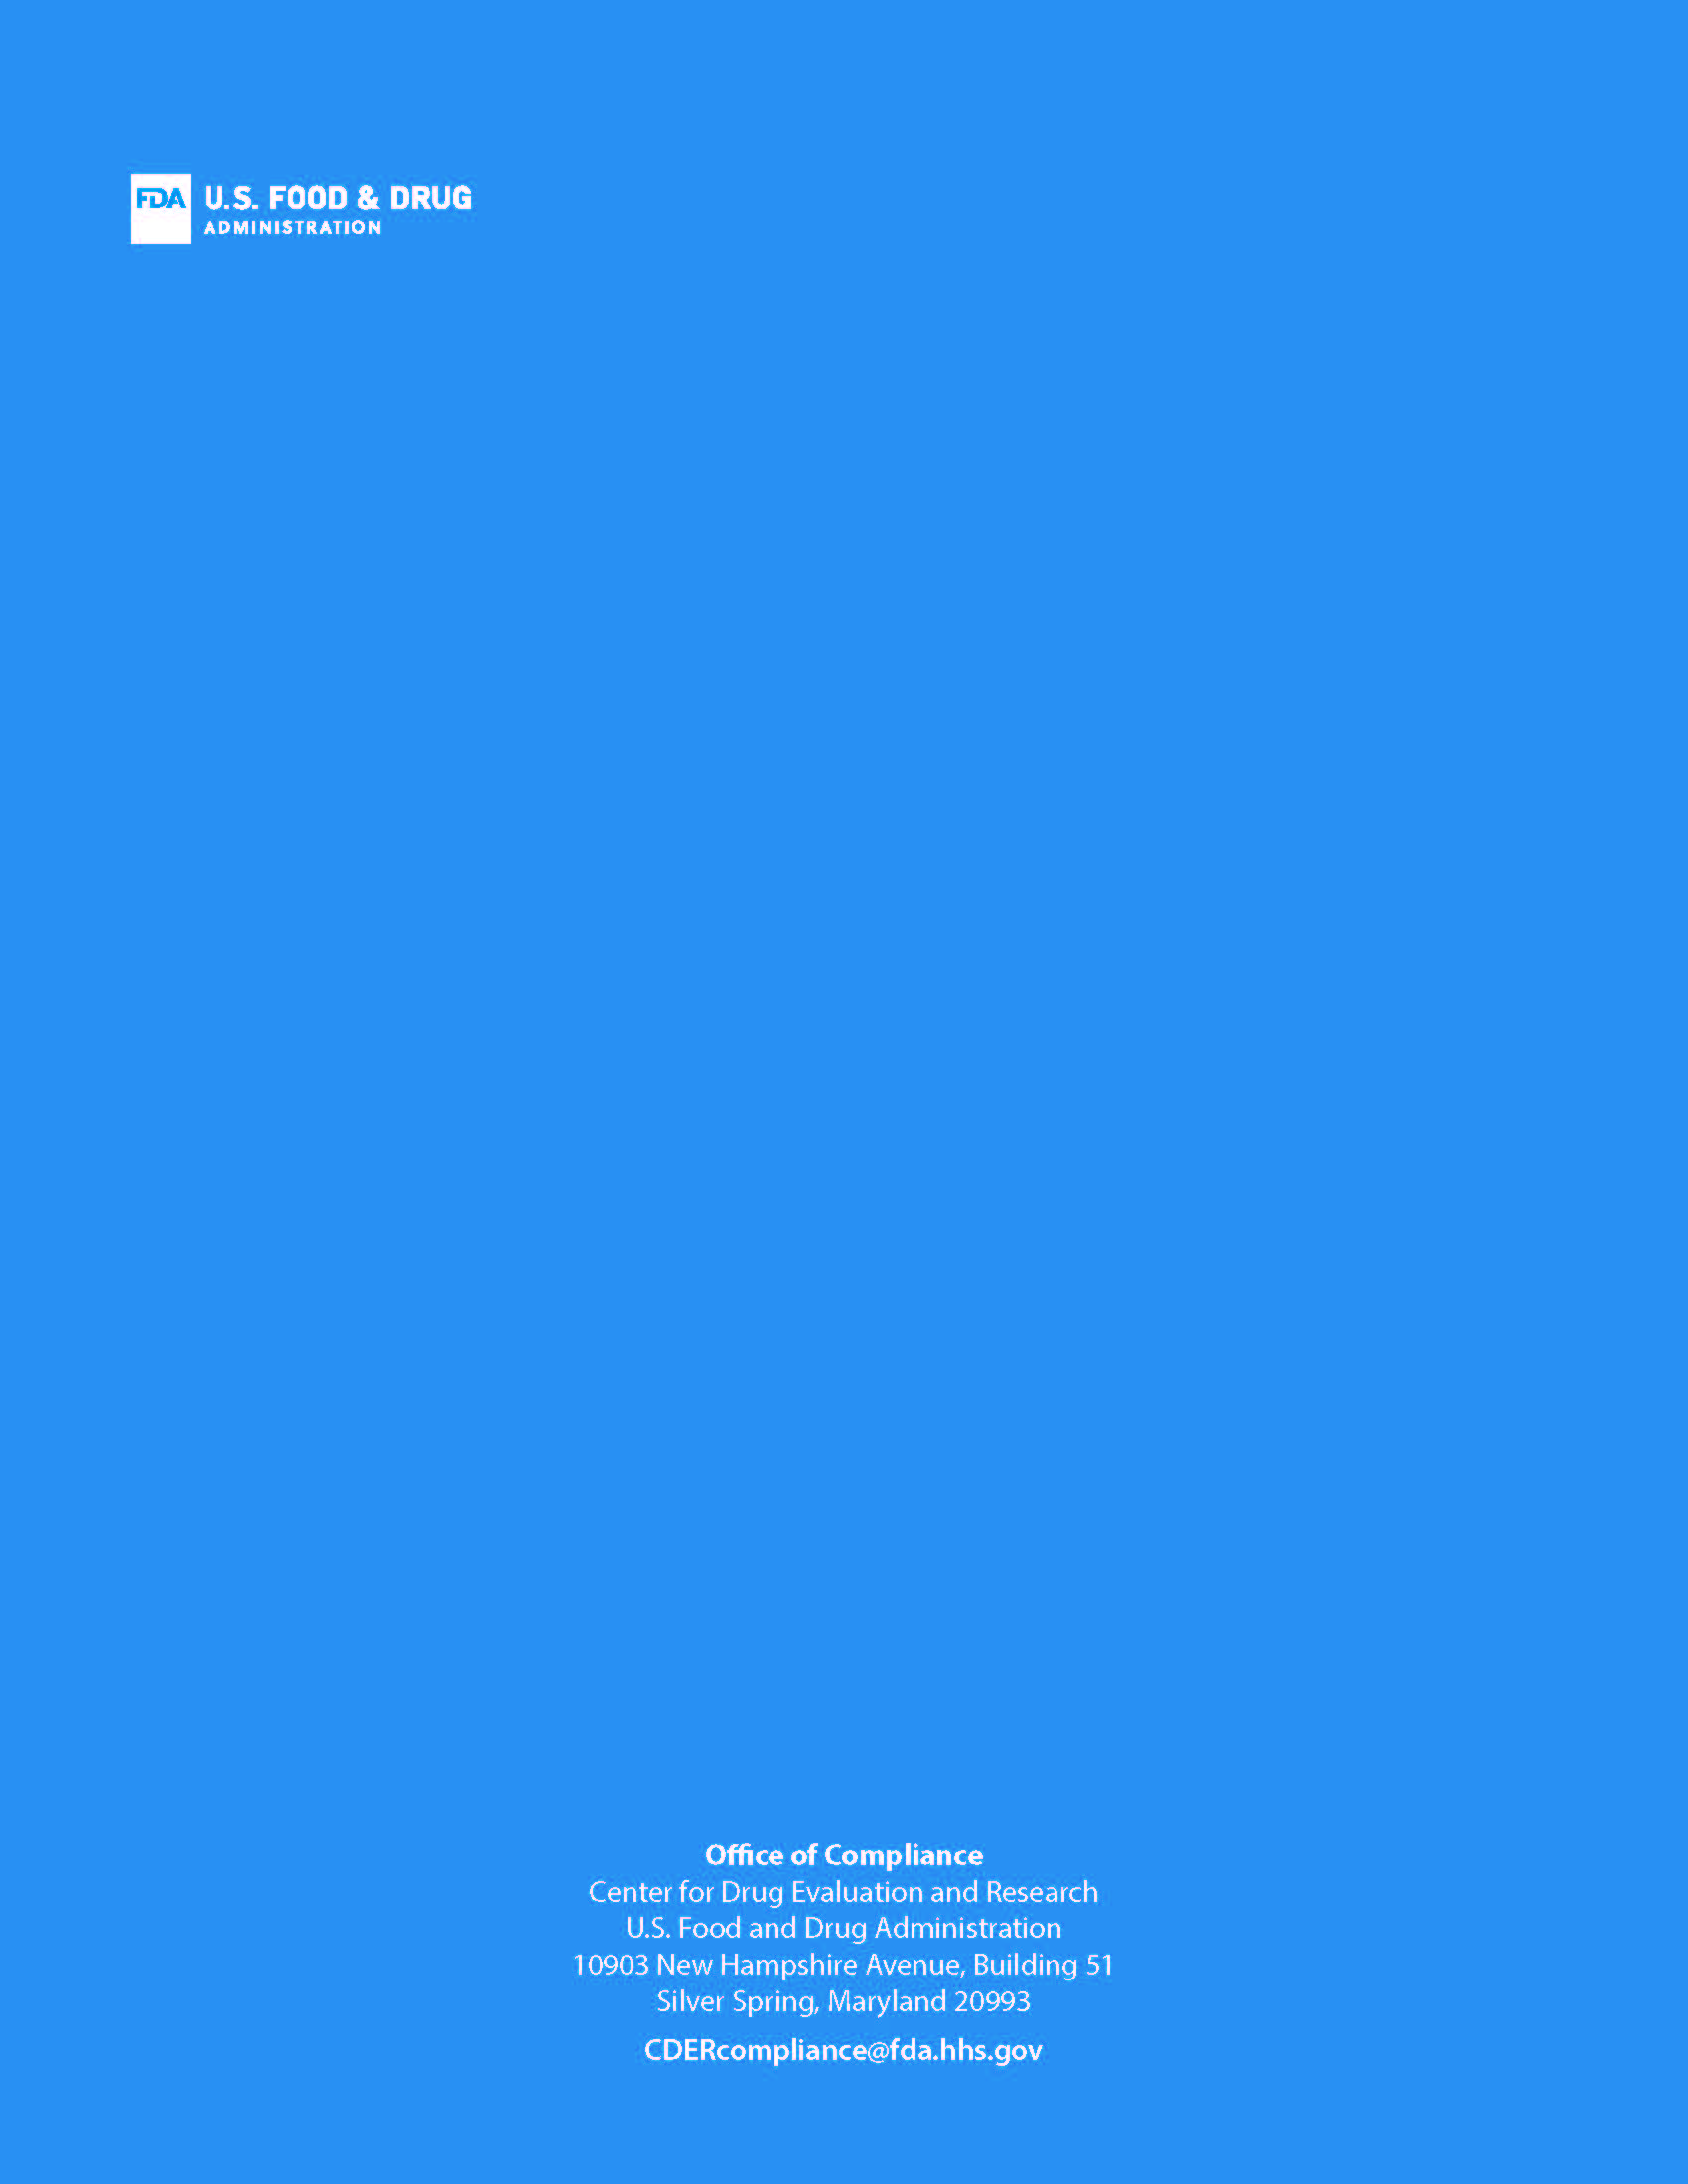 FDA U.S. FOOD & DRUG
ADMINISTRATION
Office of Compliance
Center for Drug Evaluation and Research
U.S. Food and Drug Administration
10903 New Hampshire Avenue, Building 51
Silver Spring, Maryland 20993
CDERcompliance@fda.hhs.gov